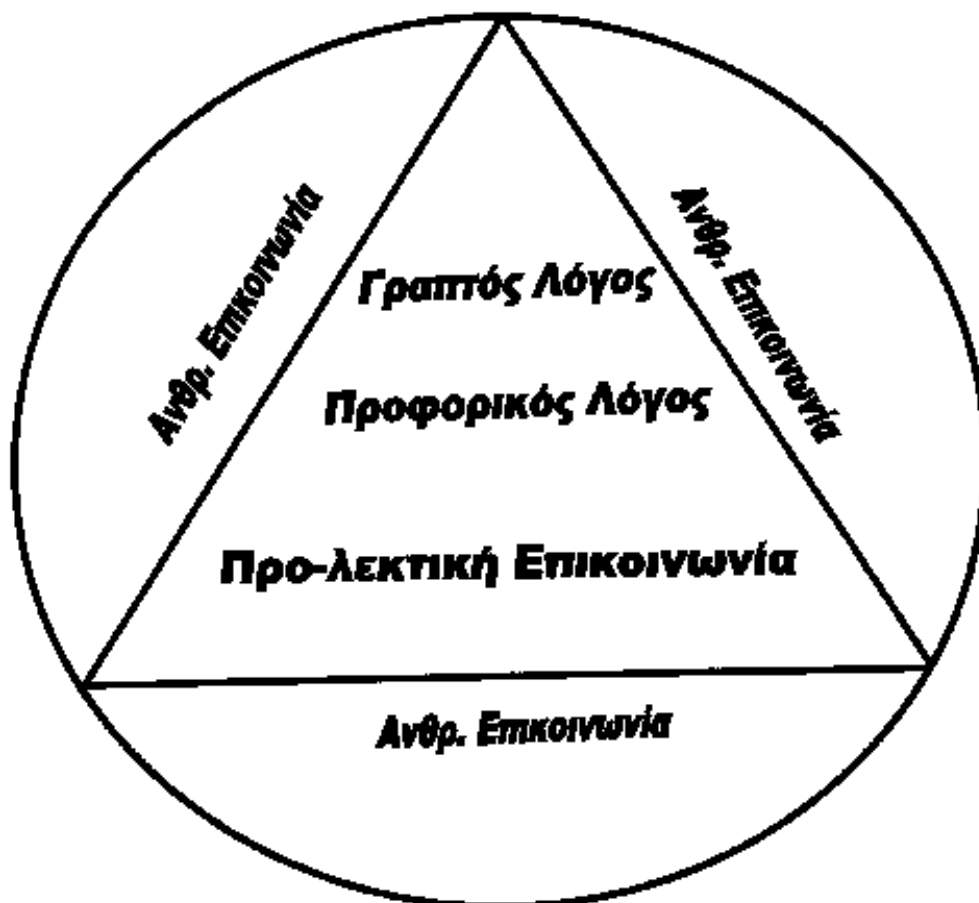 Ανθρ. Επικοινωνία
Ανθρ. Επικοινωνία
Γραπτός Λόγος
Προφορικός Λόγος
Προ-λεκτική Επικοινωνία
Ανθρ. Επικοινωνία